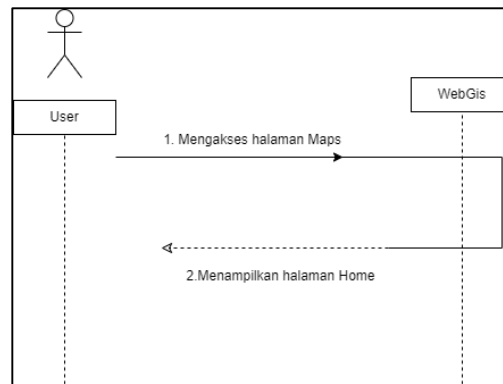 User
WebGis
1. Mengakses halaman Maps
2.Menampilkan halaman Home